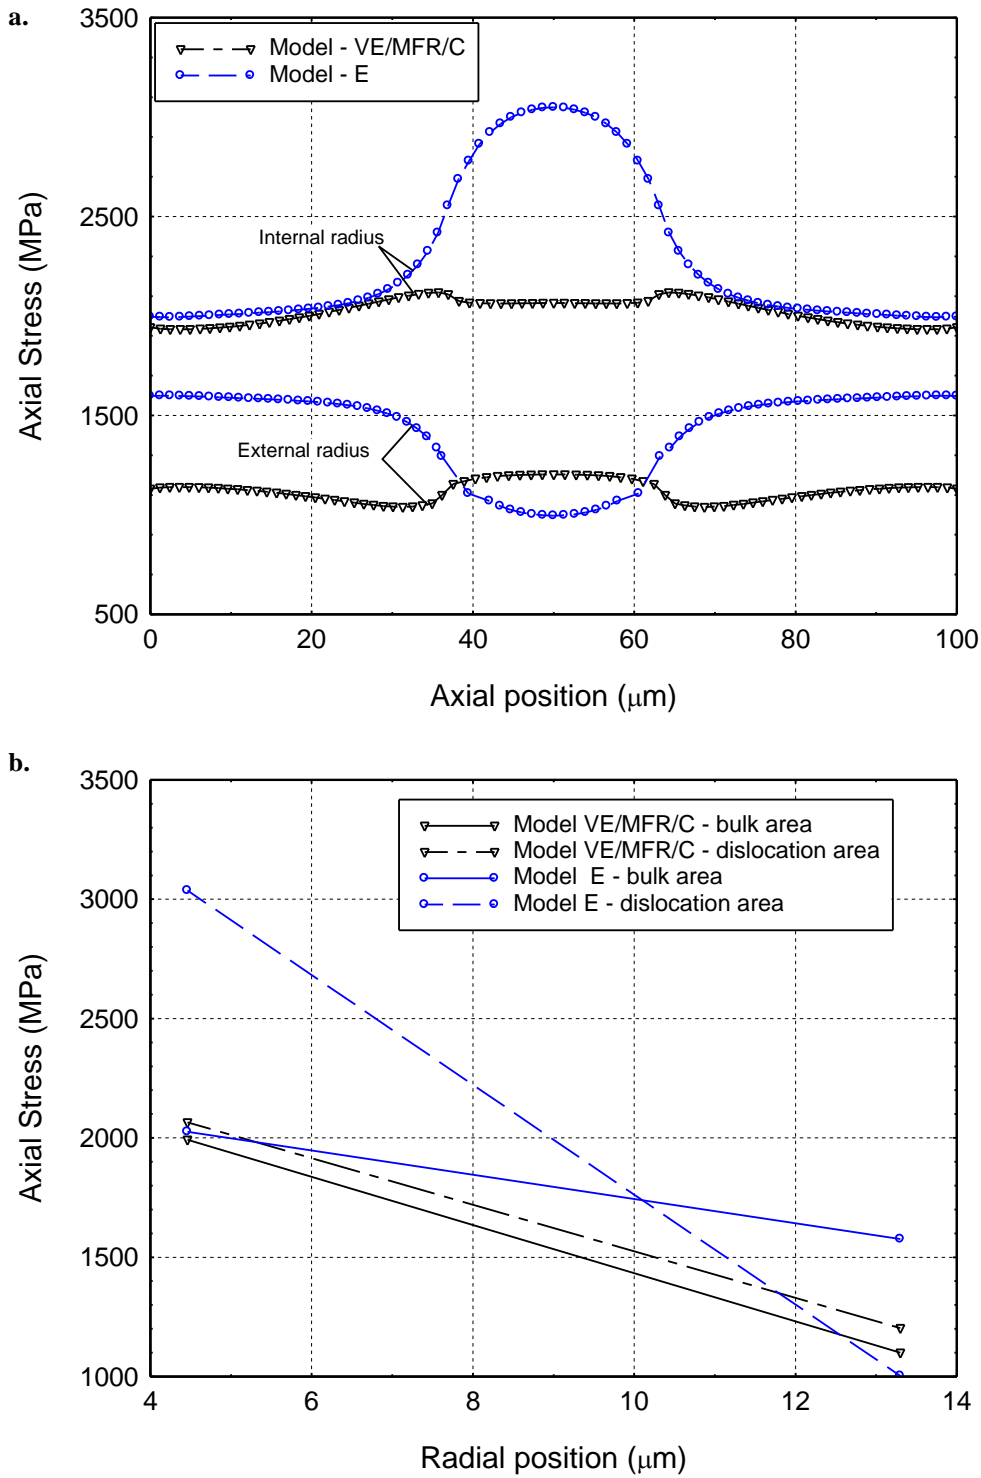 a.
3500
Model - VE/MFR/C
Model - E
2500
1500
500
Axial Stress (MPa)
Internal radius
External radius
0 20 40 60 80 100
Axial position (μm)
b.
3500
Model VE/MFR/C - bulk area
Model VE/MFR/C - dislocation area
Model E - bulk area
Model E - dislocation area
3000
2500
2000
1500
1000
Axial Stress (MPa)
4 6 8 10 12 14
Radial position (μm)